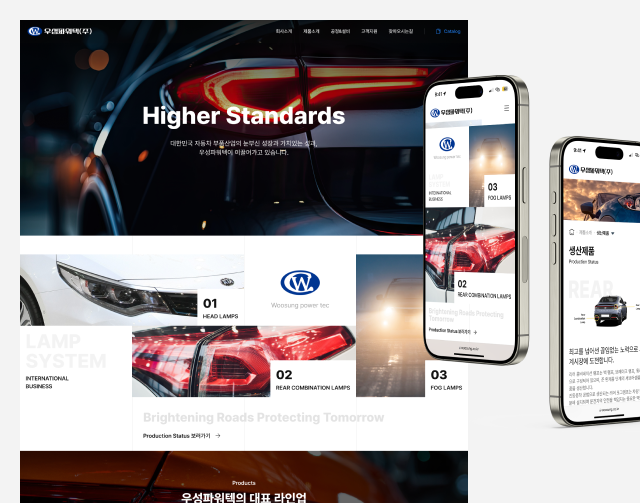 우성파워텍(주)
회사소개 제품소개 공정&설비 고객지원 찾아오시는길 Catalog
Higher Standards
대한민국 자동차 부품산업의 눈부신 성장과 가치있는 성과,
우성파워텍이 이끌어가고 있습니다.
01
HEAD LAMPS
W
Woosung power tec
LAMP
SYSTEM
INTERNATIONAL
BUSINESS
02
REAR COMBINATION LAMPS
03
FOG LAMPS
Brightening Roads Protecting Tomorrow
Production Status 보러가기 →
Products
우성파워텍의 대표 라인업
9:41
우성파워텍(주)
Woosung power tec
INTERNATIONAL
BUSINESS
03
FOG LAMPS
02
REAR COMBINATION LAMPS
Brightening Roads Protecting
Tomorrow
Production Status 보러가기 →
9:41
우성파워텍(주)
제품소개 생산제품
생산제품
Production Status
REAR
최고를 넘어선 끊임없는 노력으로
계시장에 도전합니다.